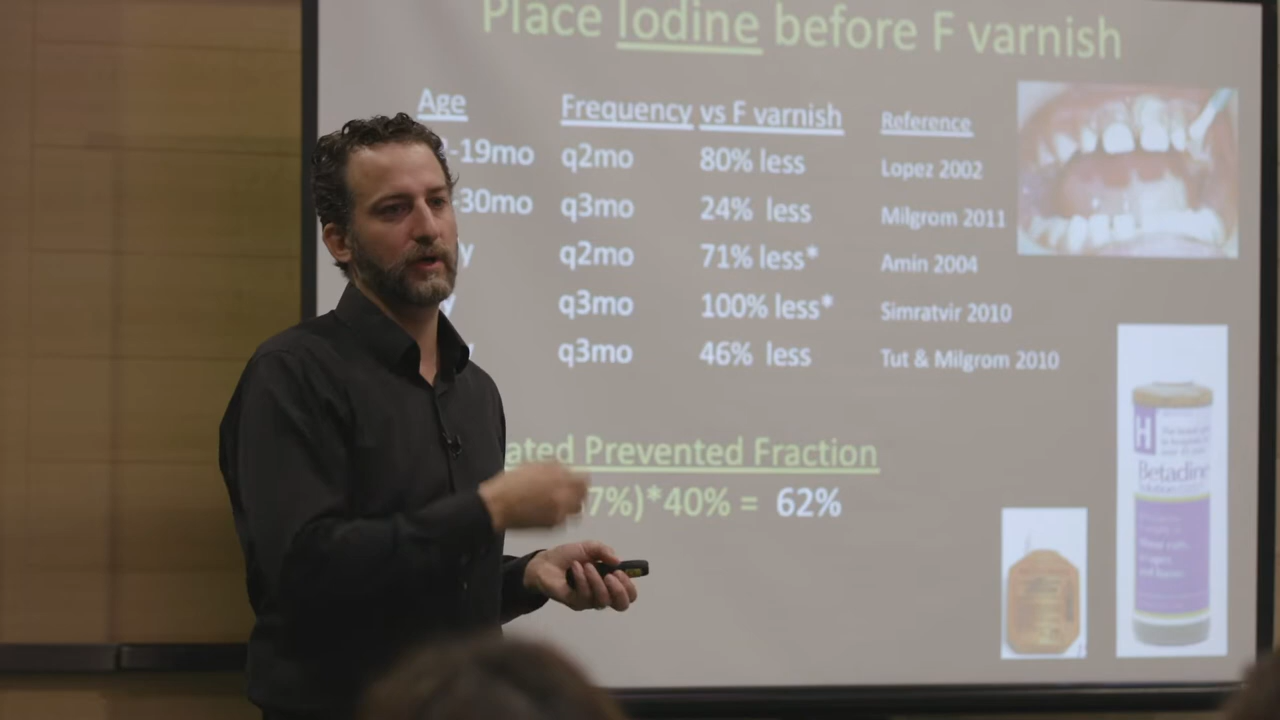 Place Iodine before F varnish
Age Frequency vs F varnish Reference
-19mo q2mo 80% less Lopez 2002
-30mo q3mo 24% less Milgrom 2011
y q2mo 71% less* Amin 2004
y q3mo 100% less* Simratvir 2010
y q3mo 46% less Tut & Milgrom 2010
ated Prevented Fraction
7%)*40% = 62%
H
Betadine